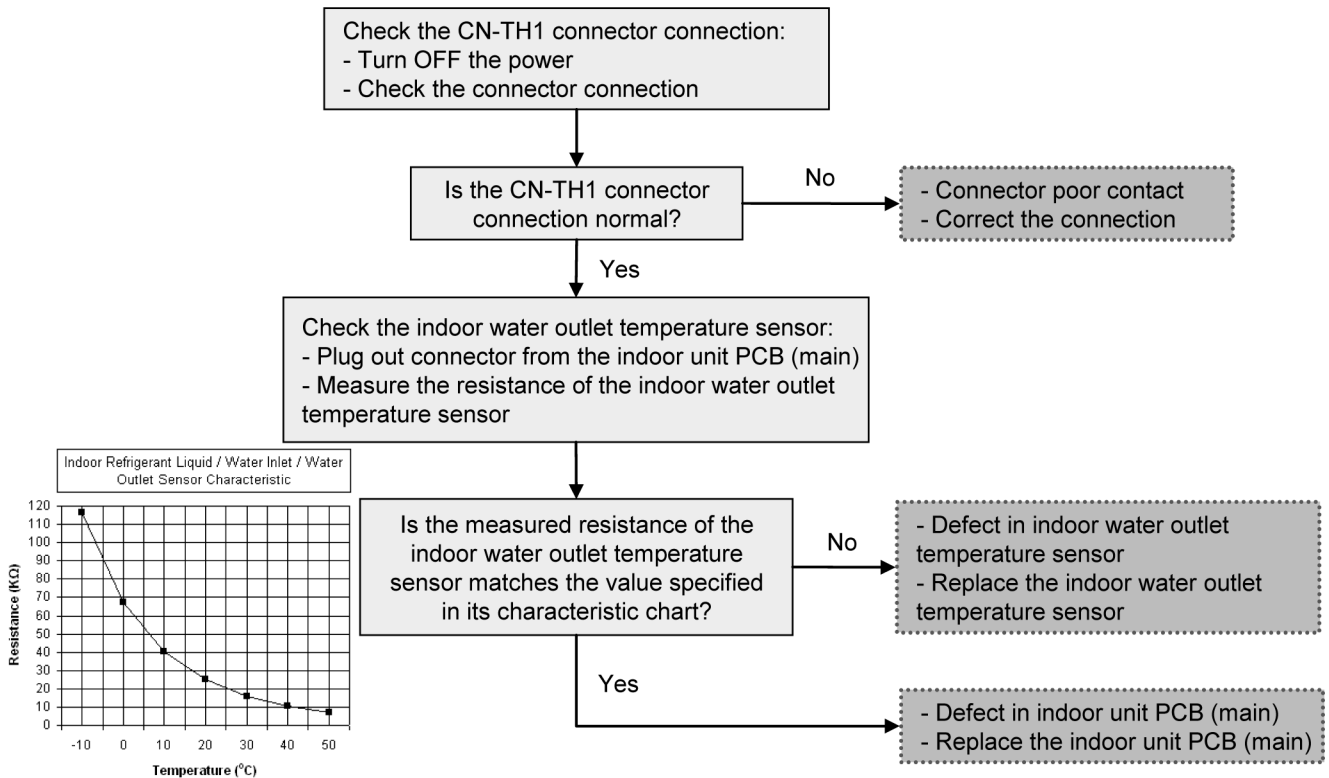 Check the CN-TH1 connector connection:
- Turn OFF the power
- Check the connector connection
Is the CN-TH1 connector
connection normal?
No
- Connector poor contact
- Correct the connection
Yes
Check the indoor water outlet temperature sensor:
- Plug out connector from the indoor unit PCB (main)
- Measure the resistance of the indoor water outlet
temperature sensor
Indoor Refrigerant Liquid / Water Inlet / Water
Outlet Sensor Characteristic
Resistance (KΩ)
120
110
100
90
80
70
60
50
40
30
20
10
0
-10 0 10 20 30 40 50
Temperature (°C)
Is the measured resistance of the
indoor water outlet temperature
sensor matches the value specified
in its characteristic chart?
No
- Defect in indoor water outlet
temperature sensor
- Replace the indoor water outlet
temperature sensor
Yes
- Defect in indoor unit PCB (main)
- Replace the indoor unit PCB (main)